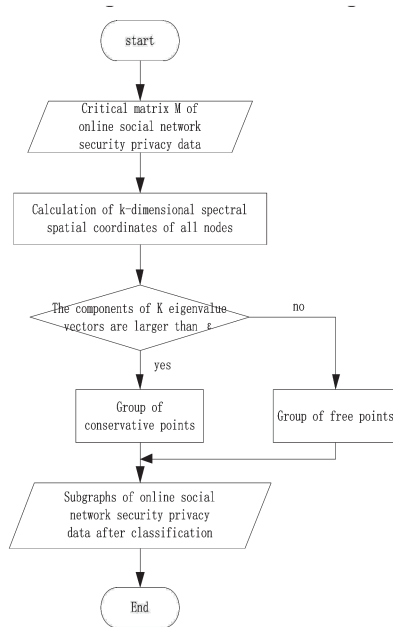 start
Critical matrix M of
online social network
security privacy data
Calculation of k-dimensional spectral
spatial coordinates of all nodes
The components of K eigenvalue
vectors are larger than ε
no
yes
Group of
conservative points
Group of free points
Subgraphs of online social
network security privacy
data after classification
End